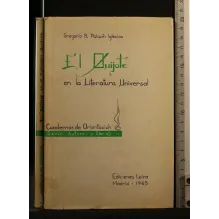 Gregorio B. Palacín Iglesias
El Quijote
en la Literatura Universal
Cuadernos de Orientación
Ediciones Leira
Madrid - 1965